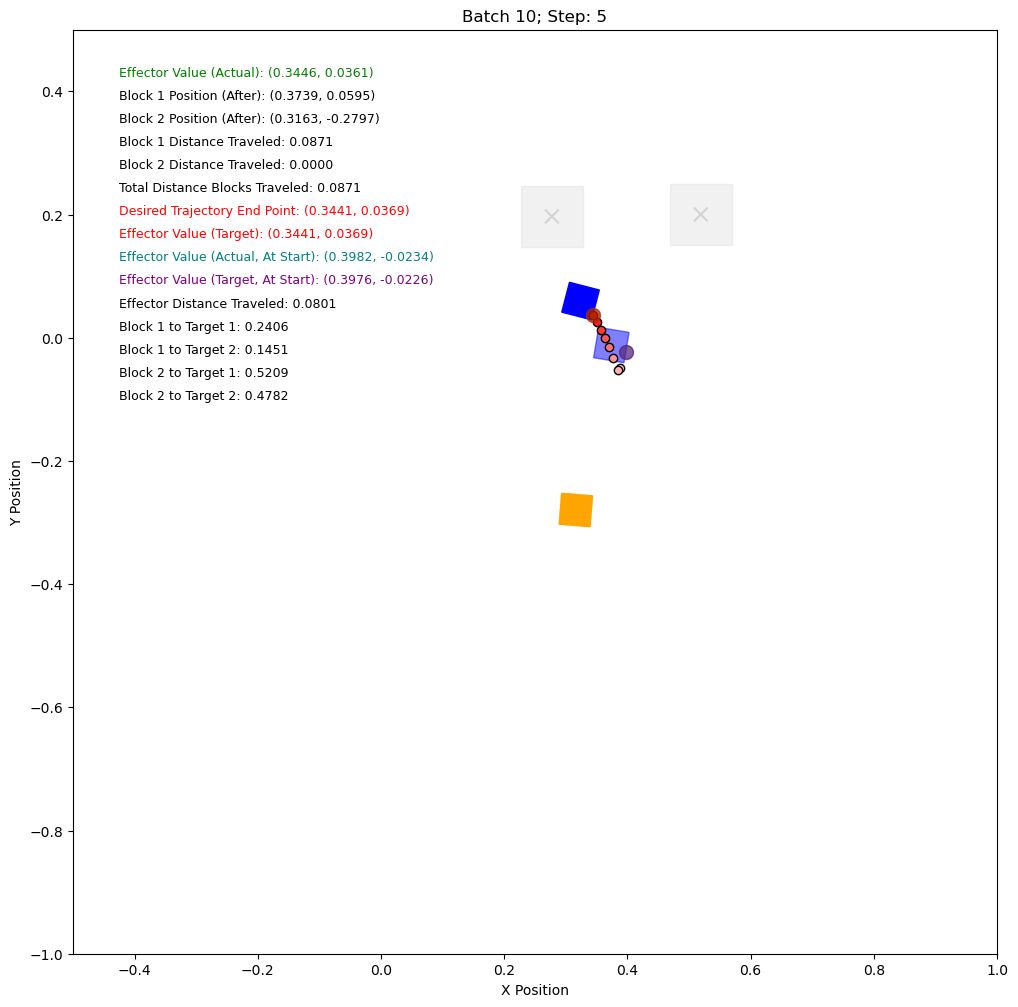 Batch 10; Step: 5
Effector Value (Actual): (0.3446, 0.0361)
Block 1 Position (After): (0.3739, 0.0595)
Block 2 Position (After): (0.3163, -0.2797)
Block 1 Distance Traveled: 0.0871
Block 2 Distance Traveled: 0.0000
Total Distance Blocks Traveled: 0.0871
Desired Trajectory End Point: (0.3441, 0.0369)
Effector Value (Target): (0.3441, 0.0369)
Effector Value (Actual, At Start): (0.3982, -0.0234)
Effector Value (Target, At Start): (0.3976, -0.0226)
Effector Distance Traveled: 0.0801
Block 1 to Target 1: 0.2406
Block 1 to Target 2: 0.1451
Block 2 to Target 1: 0.5209
Block 2 to Target 2: 0.4782
Y Position
0.4
0.2
0.0
−0.2
−0.4
−0.6
−0.8
−1.0
−0.4
−0.2
0.0
0.2
0.4
0.6
0.8
1.0
X Position